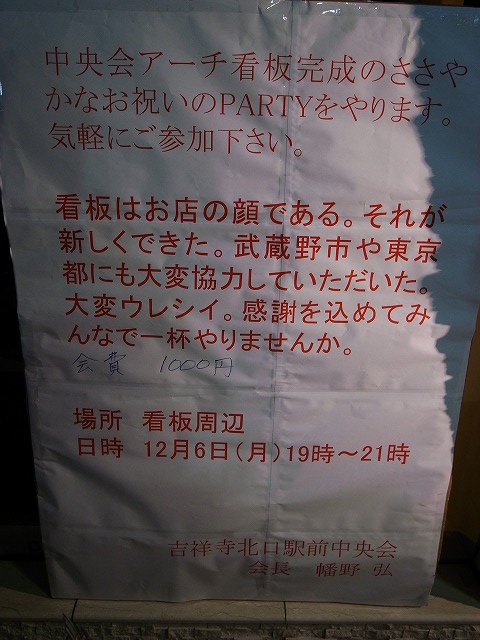 中央会アーチ看板完成のささや
かなお祝いのPARTYをやります。
気軽にご参加下さい。
看板はお店の顔である。それが
新しくできた。武蔵野市や東京
都にも大変協力していただいた。
大変ウレシイ。感謝を込めてみ
んなで一杯やりませんか。
会費 1000円
場所 看板周辺
日時 12月6日(月)19時～21時
吉祥寺北口駅前中央会
会長 幡野 弘